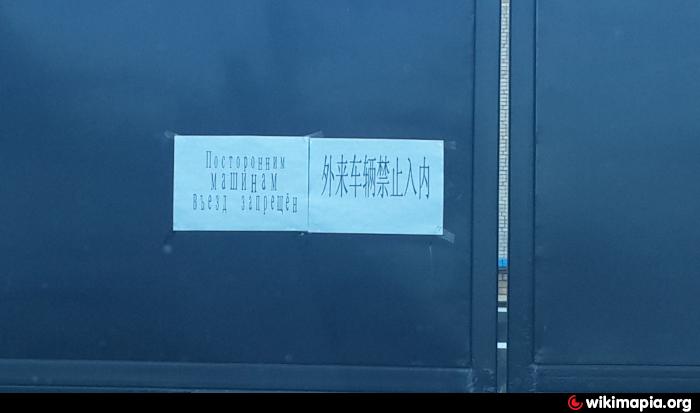 Посторонним
машинам
въезд запрещён
外来车辆禁止入内
wikimapia.org